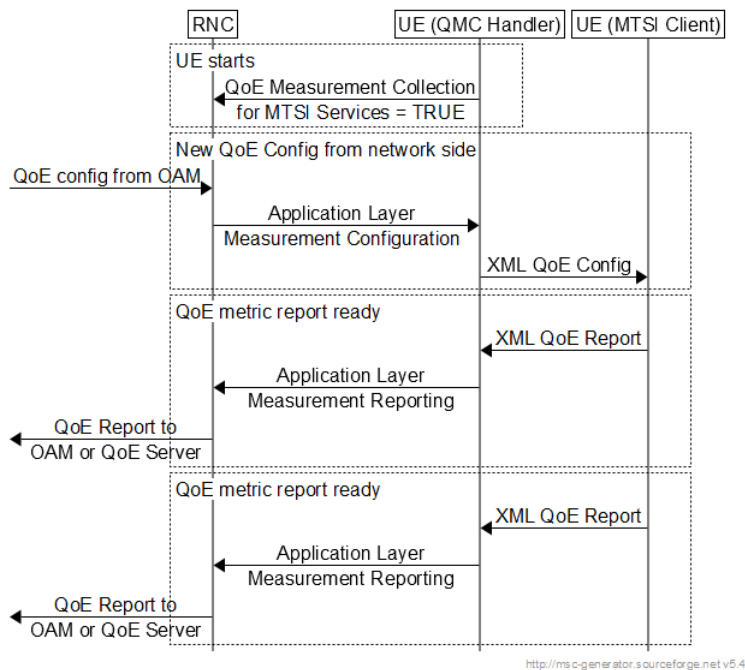 RNC
UE (QMC Handler)
UE (MTSI Client)
UE starts
QoE Measurement Collection
for MTSI Services = TRUE
New QoE Config from network side
QoE config from OAM
Application Layer
Measurement Configuration
XML QoE Config
QoE metric report ready
XML QoE Report
Application Layer
Measurement Reporting
QoE Report to
OAM or QoE Server
QoE metric report ready
XML QoE Report
Application Layer
Measurement Reporting
QoE Report to
OAM or QoE Server
http://msc-generator.sourceforge.net v5.4